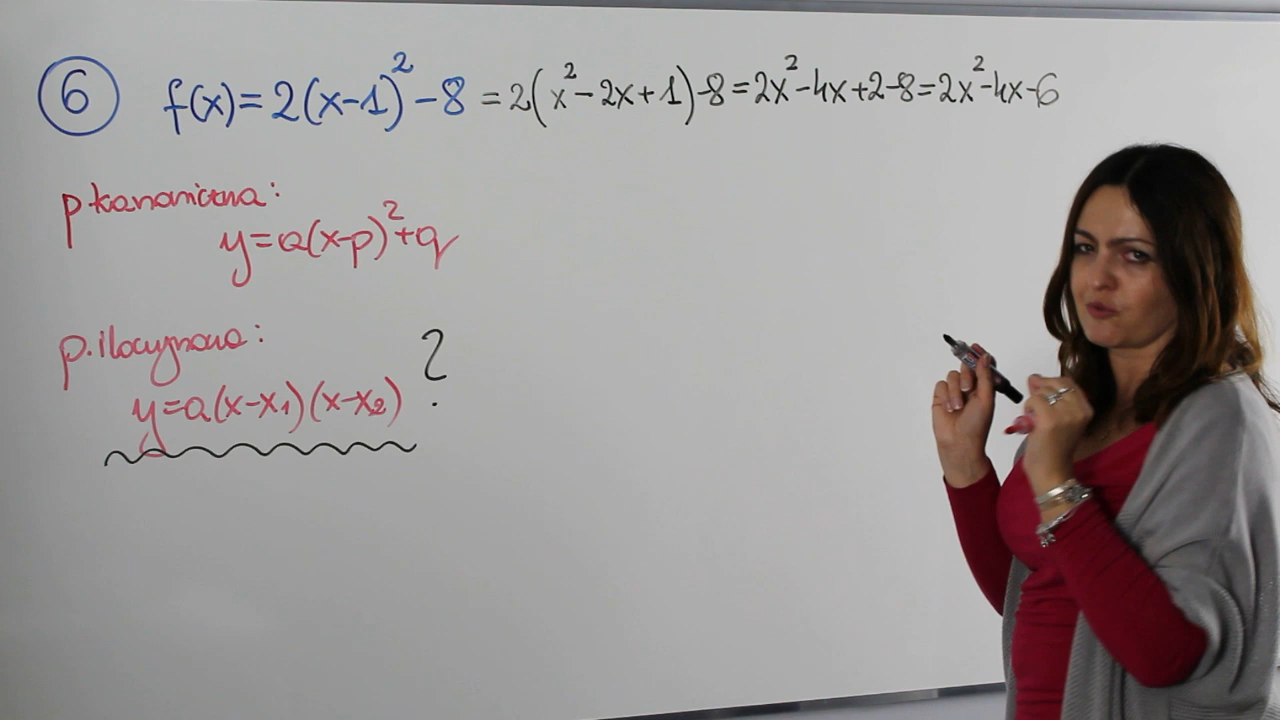 6 f(x)=2(x-1)²-8 =2(x²-2x+1)-8=2x²-4x+2-8=2x²-4x-6
p kanoniczna:
y=a(x-p)²+q
p. iloczynowa: ?
y=a(x-x₁)(x-x₂)